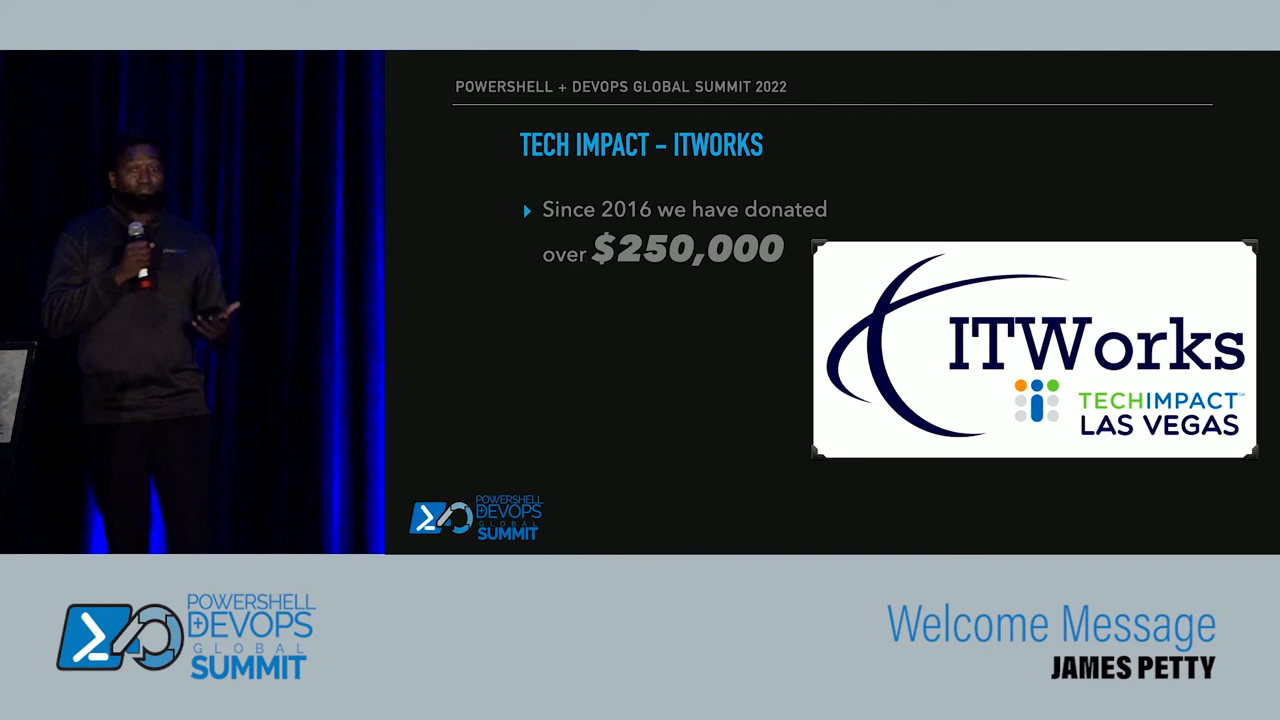 POWERSHELL + DEVOPS GLOBAL SUMMIT 2022
TECH IMPACT - ITWORKS
Since 2016 we have donated
over $250,000
ITWorks
TECHIMPACT
LAS VEGAS
POWERSHELL
DEVOPS
GLOBAL
SUMMIT
POWERSHELL
DEVOPS
GLOBAL
SUMMIT
Welcome Message
JAMES PETTY